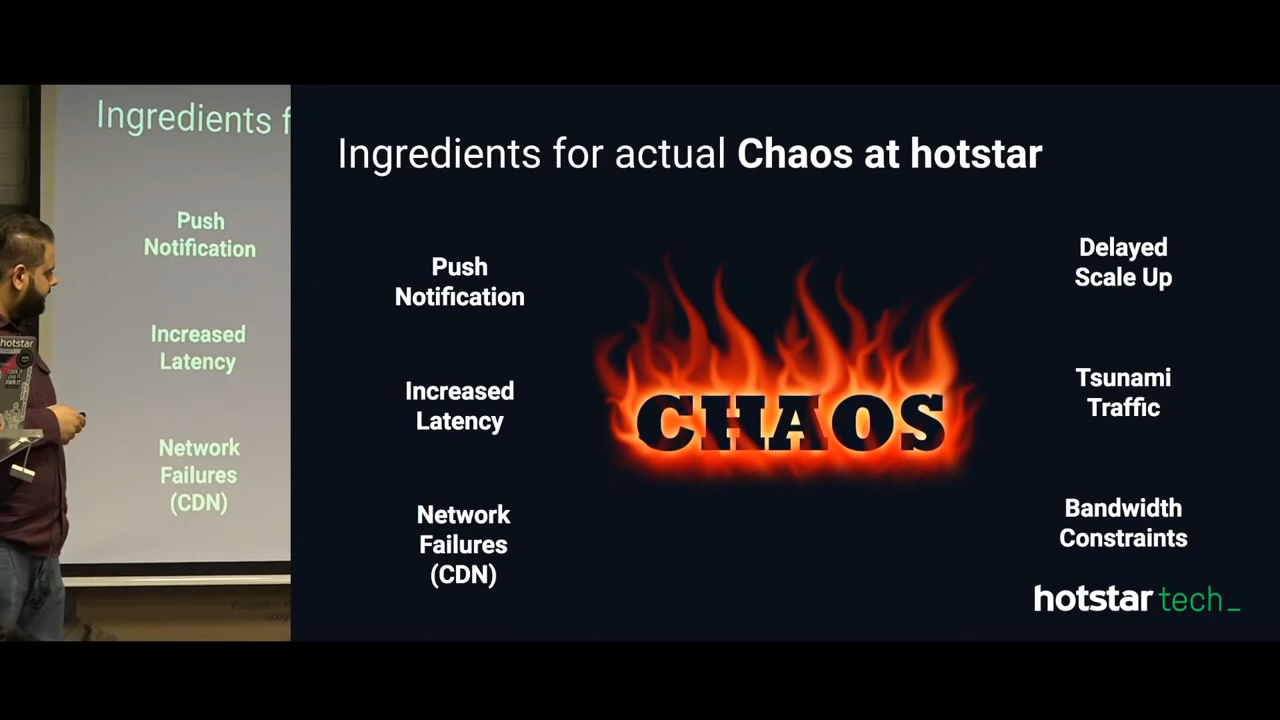 Ingredients f
Push
Notification
Increased
Latency
Network
Failures
(CDN)
hotstar
Ingredients for actual Chaos at hotstar
Push
Notification
Increased
Latency
Network
Failures
(CDN)
CHAOS
Delayed
Scale Up
Tsunami
Traffic
Bandwidth
Constraints
hotstar tech_